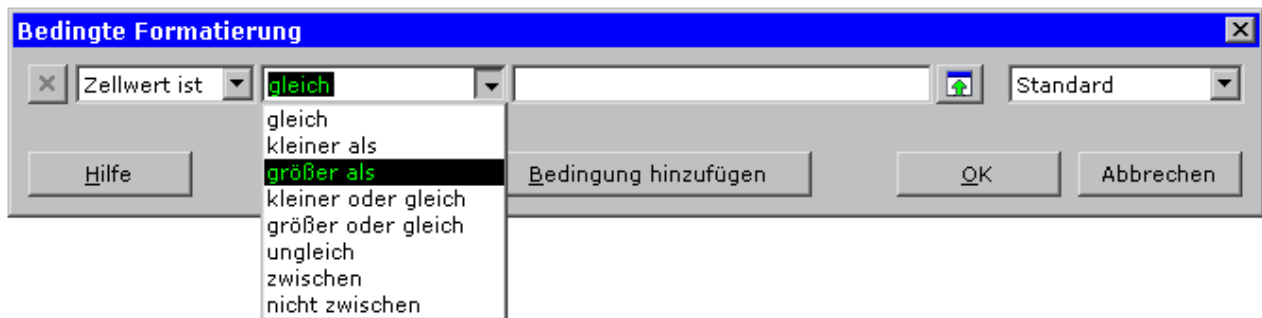 Bedingte Formatierung
Zellwert ist gleich Standard
gleich
kleiner als
größer als
kleiner oder gleich
größer oder gleich
ungleich
zwischen
nicht zwischen
Hilfe Bedingung hinzufügen OK Abbrechen